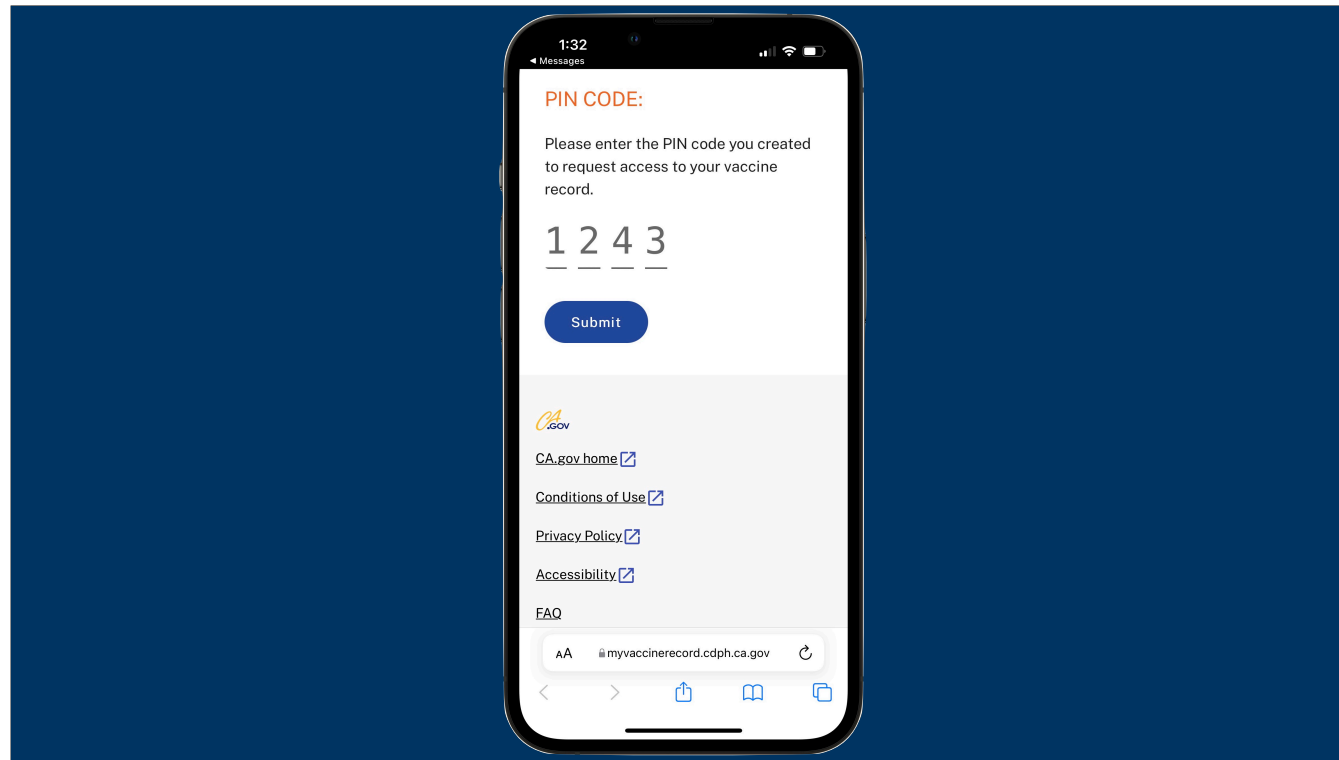 1:32
◀ Messages
PIN CODE:
Please enter the PIN code you created
to request access to your vaccine
record.
1 2 4 3
Submit
CA.GOV
CA.gov home
Conditions of Use
Privacy Policy
Accessibility
FAQ
AA myvaccinerecord.cdph.ca.gov